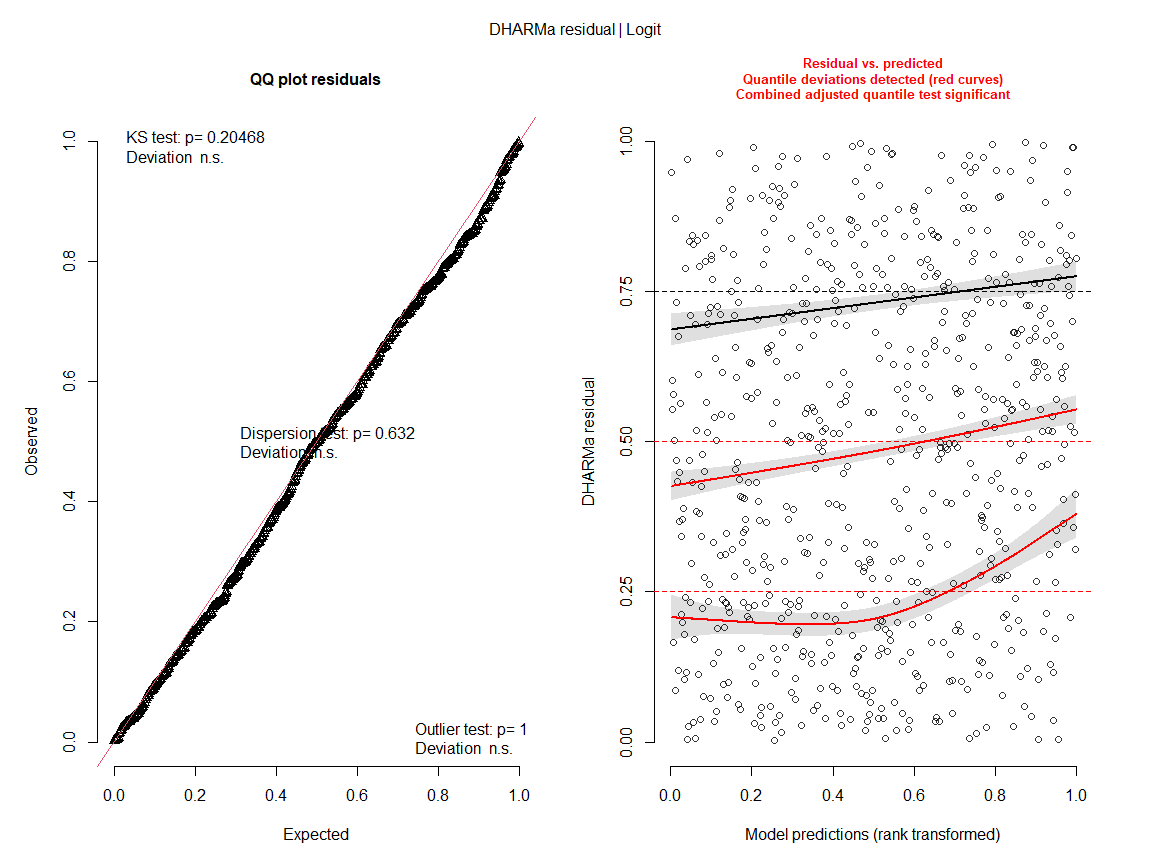 DHARMa residual | Logit
QQ plot residuals
KS test: p= 0.20468
Deviation n.s.
Dispersion test: p= 0.632
Deviation n.s.
Outlier test: p= 1
Deviation n.s.
Observed
0.0
0.2
0.4
0.6
0.8
1.0
0.0 0.2 0.4 0.6 0.8 1.0
Expected
Residual vs. predicted
Quantile deviations detected (red curves)
Combined adjusted quantile test significant
DHARMa residual
0.00
0.25
0.50
0.75
1.00
0.0 0.2 0.4 0.6 0.8 1.0
Model predictions (rank transformed)